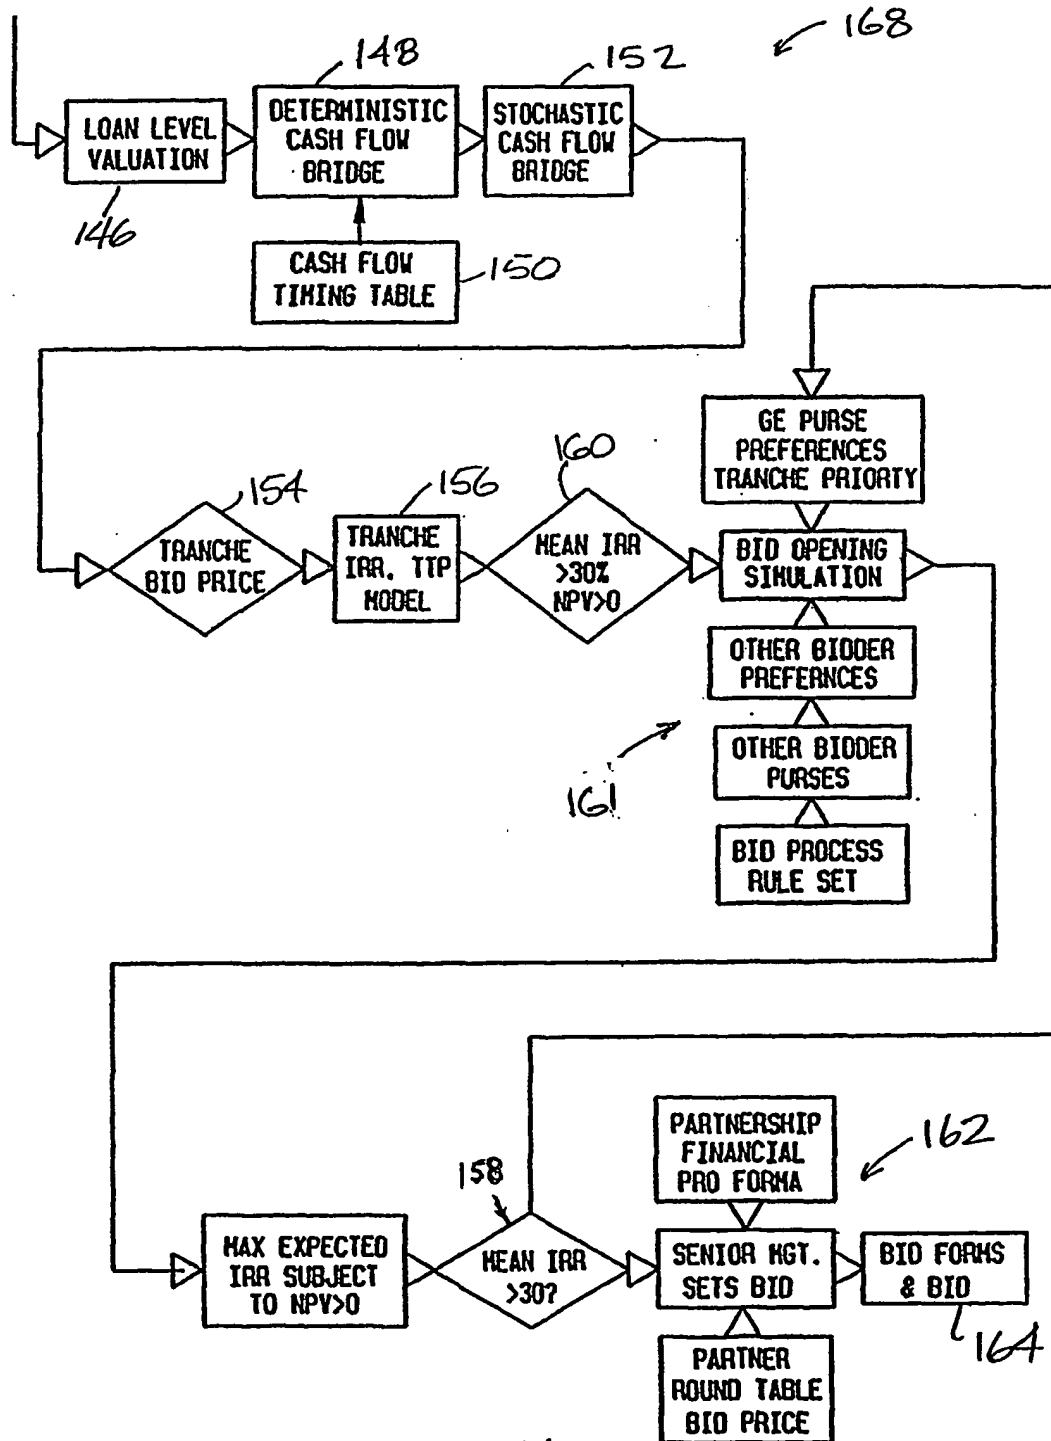 168
148
152
LOAN LEVEL
VALUATION
DETERMINISTIC
CASH FLOW
BRIDGE
STOCHASTIC
CASH FLOW
BRIDGE
146
CASH FLOW
TIMING TABLE
150
GE PURSE
PREFERENCES
TRANCHE PRIORTY
160
154
156
TRANCHE
BID PRICE
TRANCHE
IRR, TTP
MODEL
MEAN IRR
>30%
NPV>0
BID OPENING
SIMULATION
OTHER BIDDER
PREFERNCES
OTHER BIDDER
PURSES
161
BID PROCESS
RULE SET
PARTNERSHIP
FINANCIAL
PRO FORMA
162
158
MAX EXPECTED
IRR SUBJECT
TO NPV>0
MEAN IRR
>30?
SENIOR MGT.
SETS BID
BID FORMS
& BID
164
PARTNER
ROUND TABLE
BID PRICE